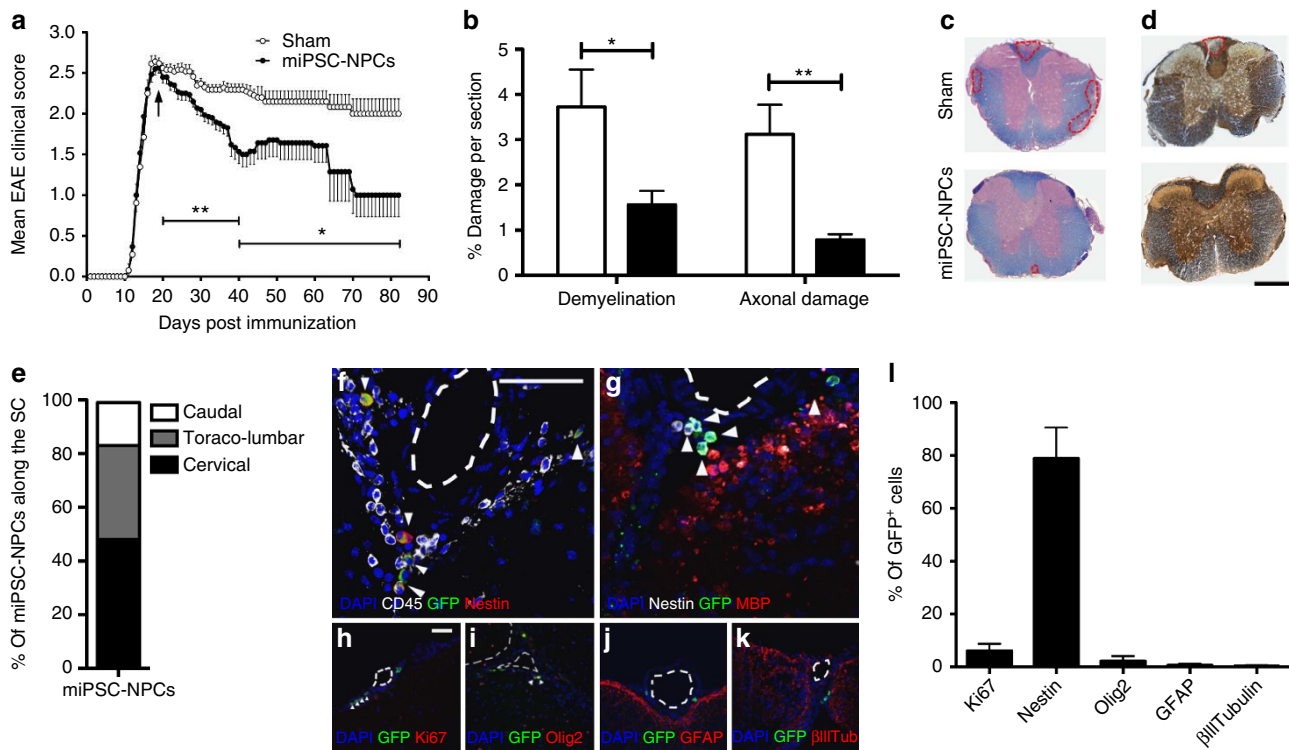 a
Mean EAE clinical score
3.0
2.5
2.0
1.5
1.0
0.5
0.0
Sham
miPSC-NPCs
**
*
0 10 20 30 40 50 60 70 80 90
Days post immunization
b
% Damage per section
5
4
3
2
1
0
*
**
Demyelination
Axonal damage
c
d
Sham
miPSC-NPCs
e
% Of miPSC-NPCs along the SC
100
80
60
40
20
0
miPSC-NPCs
Caudal
Toraco-lumbar
Cervical
f
DAPI CD45 GFP Nestin
g
DAPI Nestin GFP MBP
h
DAPI GFP Ki67
i
DAPI GFP Olig2
j
DAPI GFP GFAP
k
DAPI GFP βIIITub
l
% Of GFP+ cells
100
80
60
40
20
0
Ki67
Nestin
Olig2
GFAP
βIIITubulin